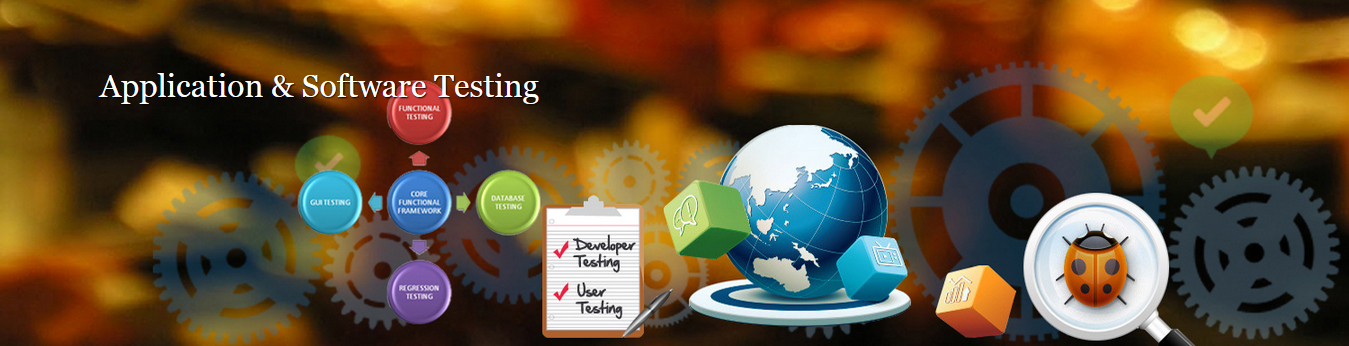 Application & Software Testing
FUNCTIONAL
TESTING
GUI TESTING
CORE
FUNCTIONAL
FRAMEWORK
DATABASE
TESTING
REGRESSION
TESTING
Developer
Testing
User
Testing